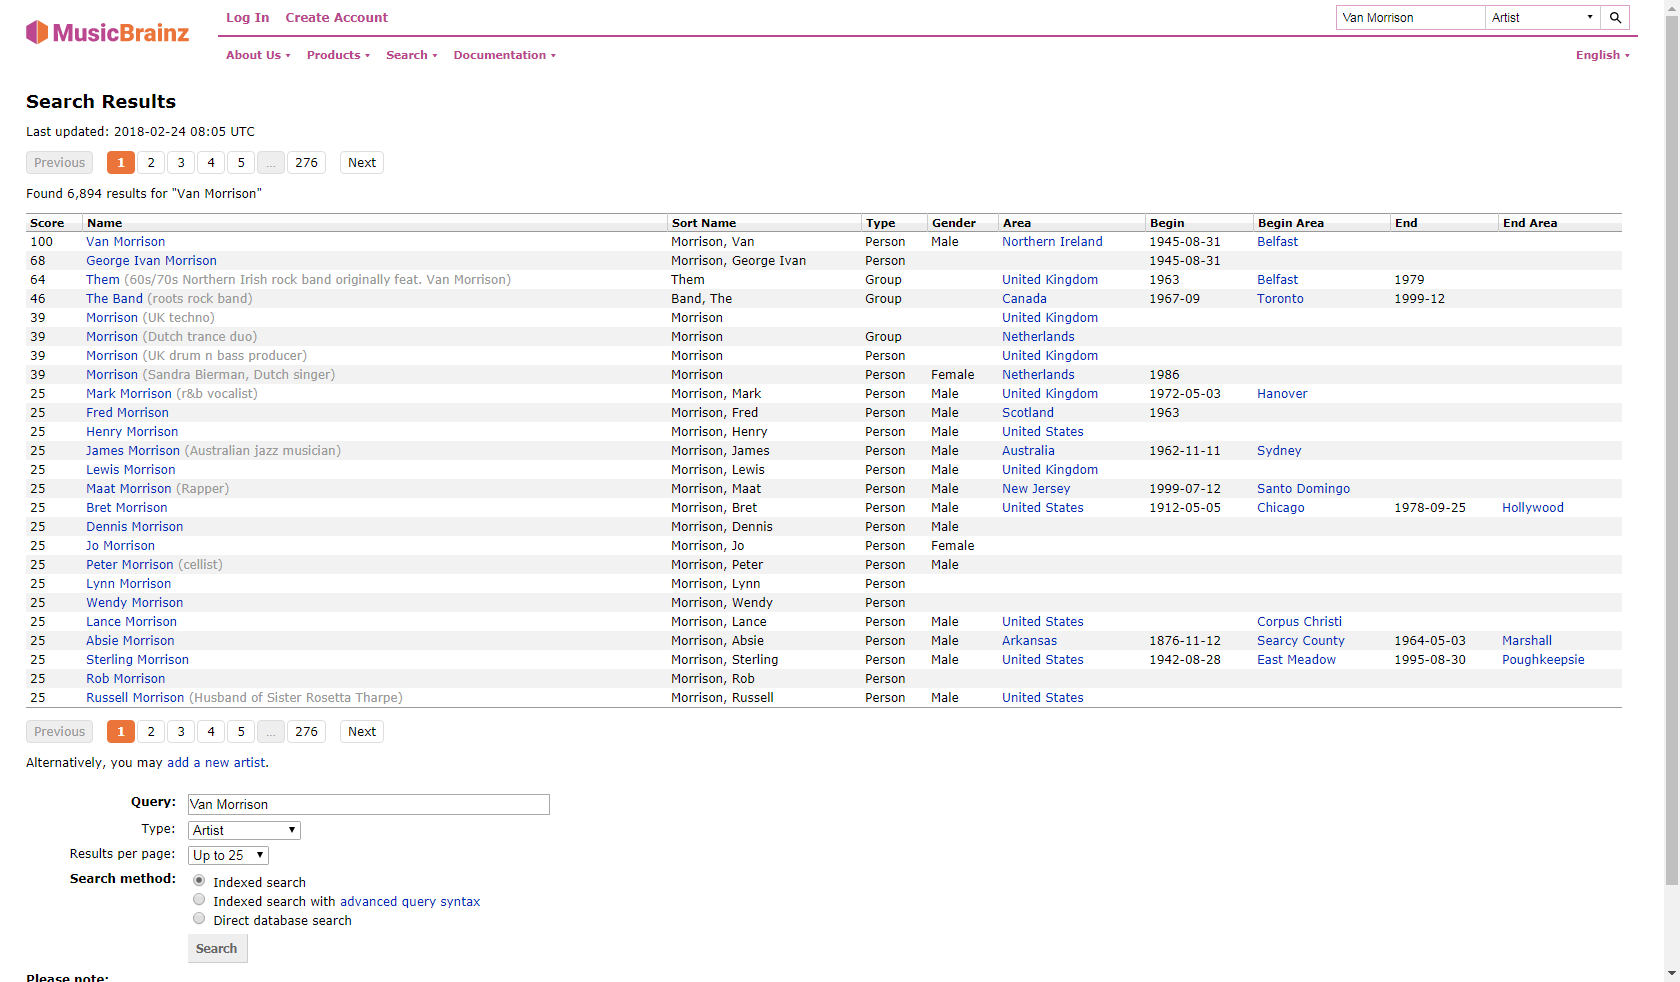 MusicBrainz
Log In Create Account
Van Morrison Artist
About Us Products Search Documentation English
Search Results
Last updated: 2018-02-24 08:05 UTC
Previous 1 2 3 4 5 ... 276 Next
Found 6,894 results for "Van Morrison"
Score Name Sort Name Type Gender Area Begin Begin Area End End Area
100 Van Morrison Morrison, Van Person Male Northern Ireland 1945-08-31 Belfast
68 George Ivan Morrison Morrison, George Ivan Person 1945-08-31
64 Them (60s/70s Northern Irish rock band originally feat. Van Morrison) Them Group United Kingdom 1963 Belfast 1979
46 The Band (roots rock band) Band, The Group Canada 1967-09 Toronto 1999-12
39 Morrison (UK techno) Morrison United Kingdom
39 Morrison (Dutch trance duo) Morrison Group Netherlands
39 Morrison (UK drum n bass producer) Morrison Person United Kingdom
39 Morrison (Sandra Bierman, Dutch singer) Morrison Person Female Netherlands 1986
25 Mark Morrison (r&b vocalist) Morrison, Mark Person Male United Kingdom 1972-05-03 Hanover
25 Fred Morrison Morrison, Fred Person Male Scotland 1963
25 Henry Morrison Morrison, Henry Person Male United States
25 James Morrison (Australian jazz musician) Morrison, James Person Male Australia 1962-11-11 Sydney
25 Lewis Morrison Morrison, Lewis Person Male United Kingdom
25 Maat Morrison (Rapper) Morrison, Maat Person Male New Jersey 1999-07-12 Santo Domingo
25 Bret Morrison Morrison, Bret Person Male United States 1912-05-05 Chicago 1978-09-25 Hollywood
25 Dennis Morrison Morrison, Dennis Person Male
25 Jo Morrison Morrison, Jo Person Female
25 Peter Morrison (cellist) Morrison, Peter Person Male
25 Lynn Morrison Morrison, Lynn Person
25 Wendy Morrison Morrison, Wendy Person
25 Lance Morrison Morrison, Lance Person Male United States Corpus Christi
25 Absie Morrison Morrison, Absie Person Male Arkansas 1876-11-12 Searcy County 1964-05-03 Marshall
25 Sterling Morrison Morrison, Sterling Person Male United States 1942-08-28 East Meadow 1995-08-30 Poughkeepsie
25 Rob Morrison Morrison, Rob Person
25 Russell Morrison (Husband of Sister Rosetta Tharpe) Morrison, Russell Person Male United States
Previous 1 2 3 4 5 ... 276 Next
Alternatively, you may add a new artist.
Query: Van Morrison
Type: Artist
Results per page: Up to 25
Search method: Indexed search
Indexed search with advanced query syntax
Direct database search
Search
Please note: